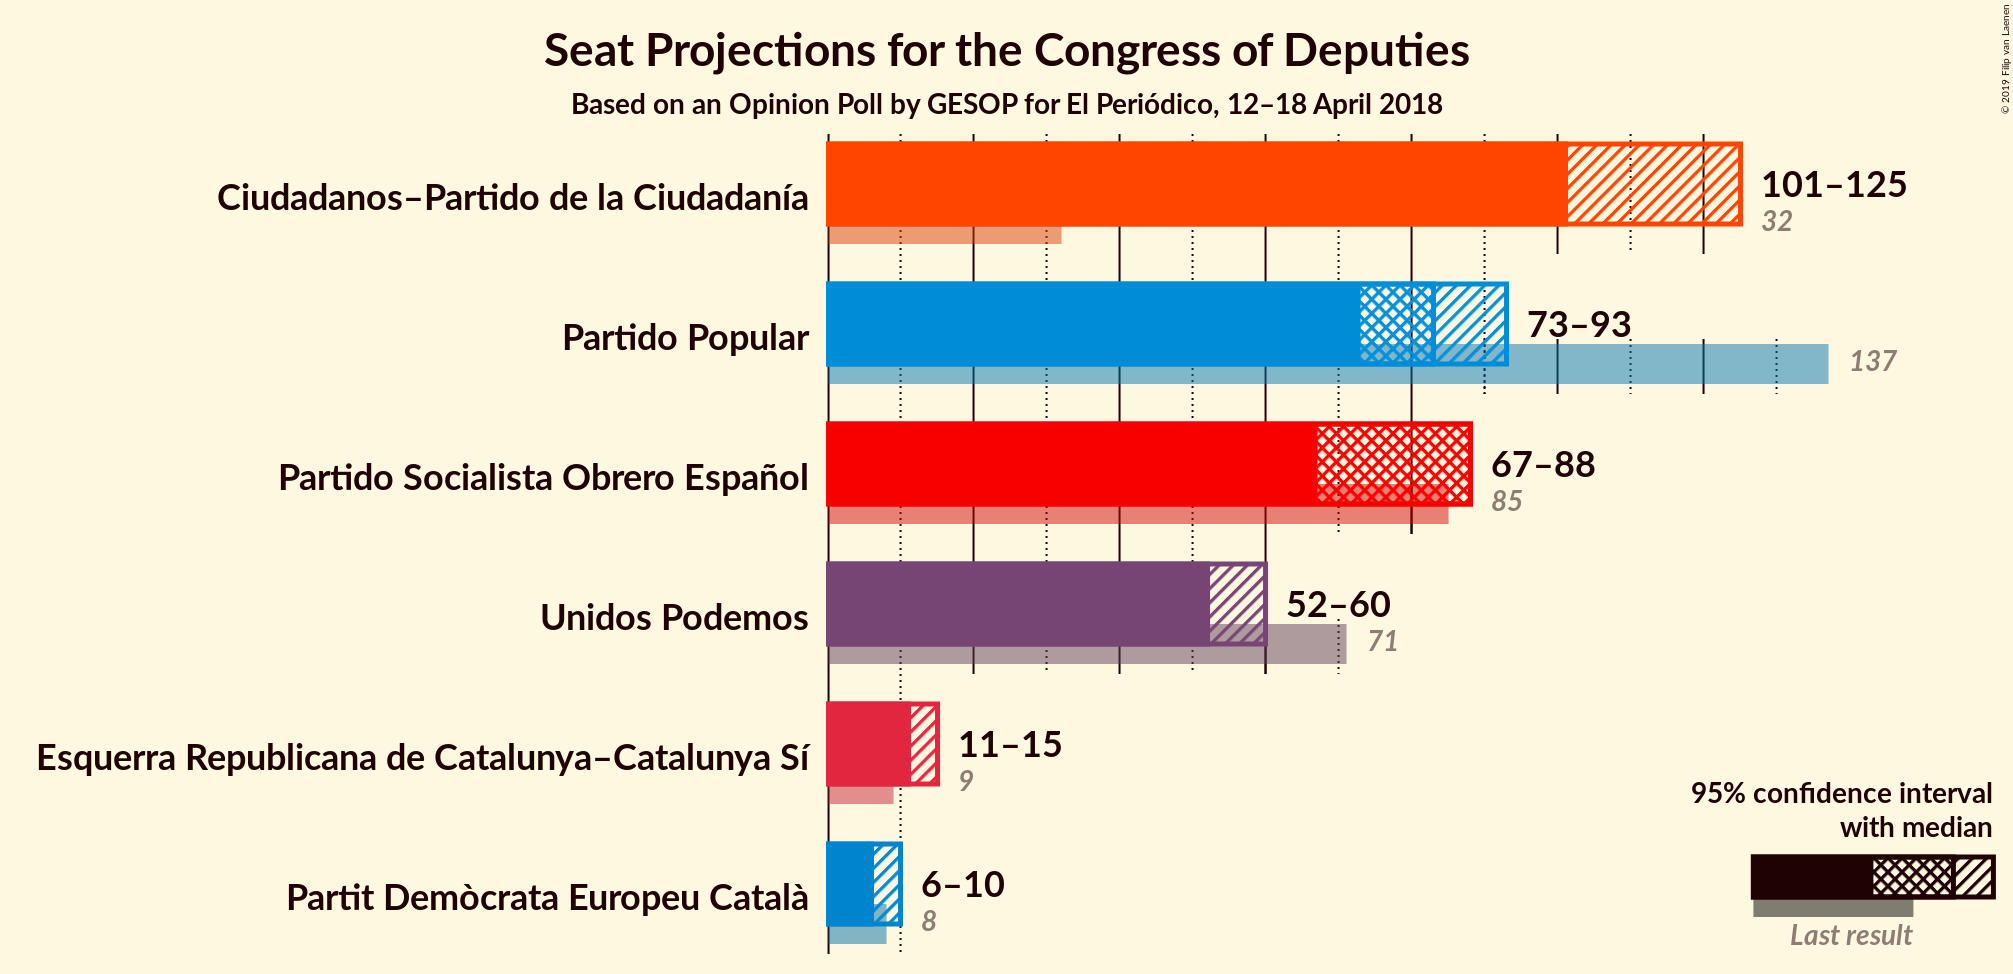 Seat Projections for the Congress of Deputies
Based on an Opinion Poll by GESOP for El Periódico, 12–18 April 2018
© 2019 Filip van Laenen
Ciudadanos–Partido de la Ciudadanía
101–125
32
Partido Popular
73–93
137
Partido Socialista Obrero Español
67–88
85
Unidos Podemos
52–60
71
Esquerra Republicana de Catalunya–Catalunya Sí
11–15
9
Partit Demòcrata Europeu Català
6–10
8
95% confidence interval
with median
Last result